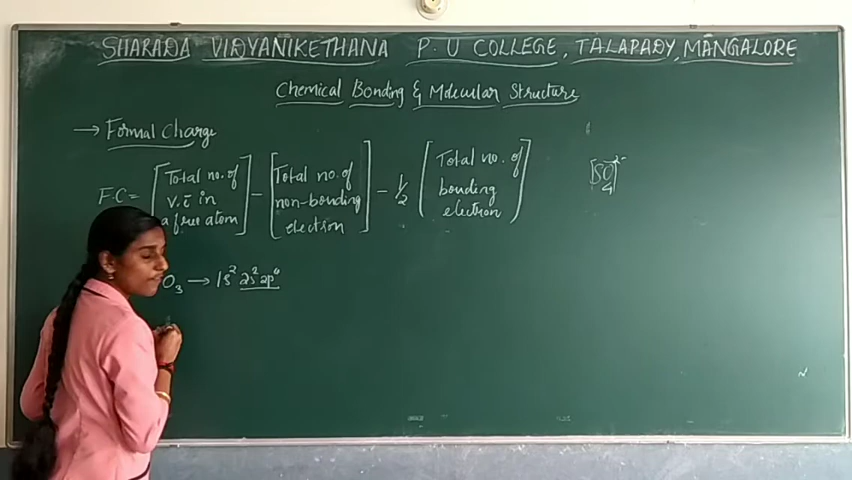 SHARADA VIDYANIKETHANA P. U COLLEGE, TALAPADY, MANGALORE
Chemical Bonding & Molecular Structure
→ Formal Charge
F.C = [Total no. of v.ē in a free atom] − [Total no. of non-bonding electron] − 1/2 [Total no. of bonding electron]
[SO₄]²⁻
O₃ → 1s² 2s² 2p⁶